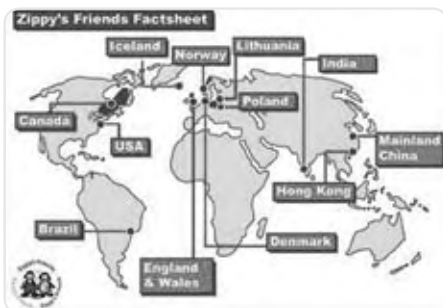 Zippy's Friends Factsheet
Iceland
Norway
Lithuania
India
Poland
Canada
USA
Mainland
China
Hong Kong
Brazil
Denmark
England
& Wales